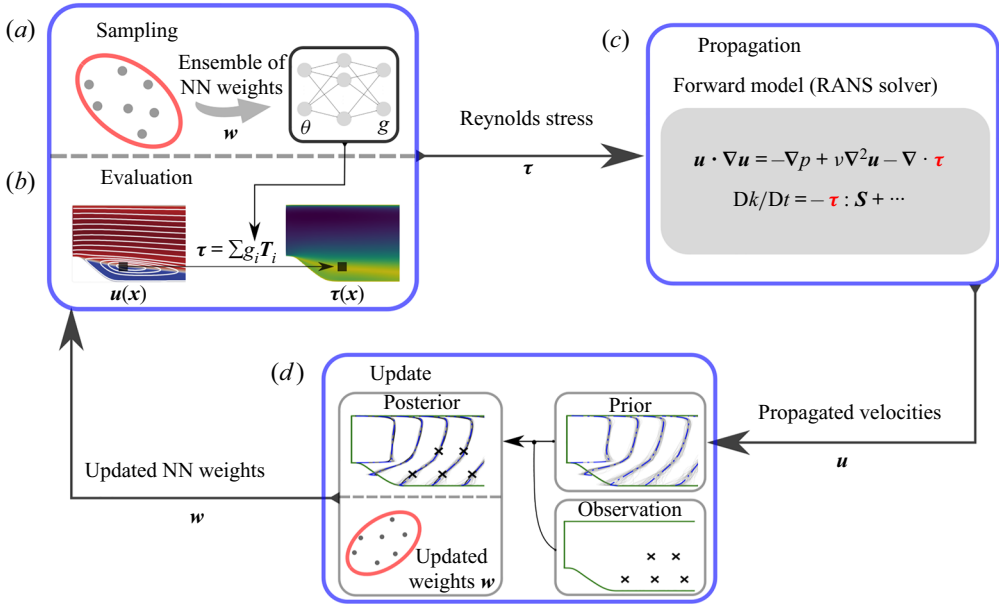 (a)
Sampling
Ensemble of
NN weights
w
θ
g
(b)
Evaluation
τ = ∑gᵢTᵢ
u(x)
τ(x)
Reynolds stress
τ
(c)
Propagation
Forward model (RANS solver)
u · ∇u = −∇p + ν∇²u − ∇ · τ
Dk/Dt = − τ : S + ···
Propagated velocities
u
(d)
Update
Posterior
Prior
Observation
Updated
weights w
Updated NN weights
w